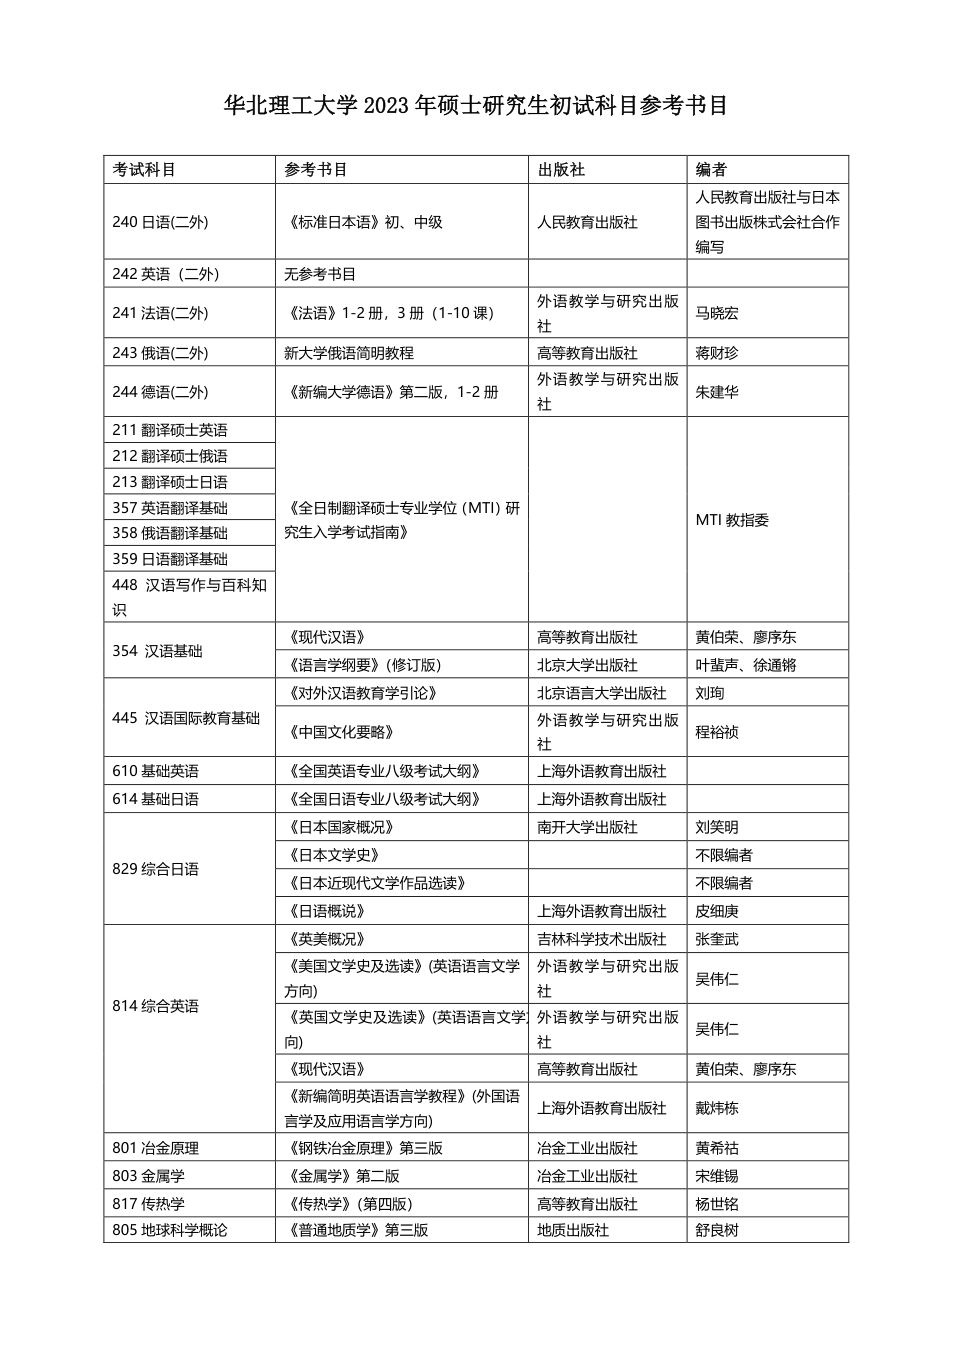 华北理工大学 2023 年硕士研究生初试科目参考书目
考试科目 参考书目 出版社 编者
240 日语(二外) 《标准日本语》初、中级 人民教育出版社 人民教育出版社与日本
图书出版株式会社合作
编写
242 英语（二外） 无参考书目
241 法语(二外) 《法语》1-2 册，3 册（1-10 课） 外语教学与研究出版
社 马晓宏
243 俄语(二外) 新大学俄语简明教程 高等教育出版社 蒋财珍
244 德语(二外) 《新编大学德语》第二版，1-2 册 外语教学与研究出版
社 朱建华
211 翻译硕士英语
212 翻译硕士俄语
213 翻译硕士日语
357 英语翻译基础
358 俄语翻译基础
359 日语翻译基础
448 汉语写作与百科知
识
《全日制翻译硕士专业学位（MTI）研
究生入学考试指南》
MTI 教指委
354 汉语基础
《现代汉语》 高等教育出版社 黄伯荣、廖序东
《语言学纲要》（修订版） 北京大学出版社 叶蜚声、徐通锵
445 汉语国际教育基础
《对外汉语教育学引论》 北京语言大学出版社 刘珣
《中国文化要略》 外语教学与研究出版
社 程裕祯
610 基础英语 《全国英语专业八级考试大纲》 上海外语教育出版社
614 基础日语 《全国日语专业八级考试大纲》 上海外语教育出版社
829 综合日语
《日本国家概况》 南开大学出版社 刘笑明
《日本文学史》 不限编者
《日本近现代文学作品选读》 不限编者
《日语概说》 上海外语教育出版社 皮细庚
814 综合英语
《英美概况》 吉林科学技术出版社 张奎武
《美国文学史及选读》(英语语言文学
方向) 外语教学与研究出版
社 吴伟仁
《英国文学史及选读》(英语语言文学
向) 外语教学与研究出版
社 吴伟仁
《现代汉语》 高等教育出版社 黄伯荣、廖序东
《新编简明英语语言学教程》(外国语
言学及应用语言学方向) 上海外语教育出版社 戴炜栋
801 冶金原理 《钢铁冶金原理》第三版 冶金工业出版社 黄希祜
803 金属学 《金属学》第二版 冶金工业出版社 宋维锡
817 传热学 《传热学》（第四版） 高等教育出版社 杨世铭
805 地球科学概论 《普通地质学》第三版 地质出版社 舒良树